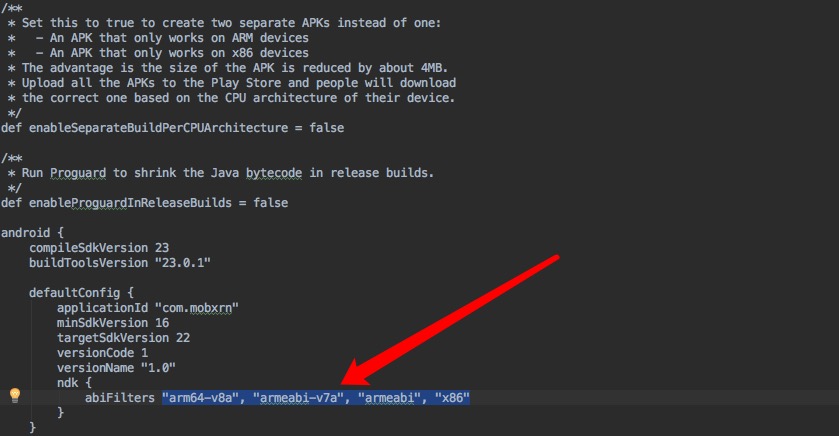 /**
 * Set this to true to create two separate APKs instead of one:
 *   - An APK that only works on ARM devices
 *   - An APK that only works on x86 devices
 * The advantage is the size of the APK is reduced by about 4MB.
 * Upload all the APKs to the Play Store and people will download
 * the correct one based on the CPU architecture of their device.
 */
def enableSeparateBuildPerCPUArchitecture = false
/**
 * Run Proguard to shrink the Java bytecode in release builds.
 */
def enableProguardInReleaseBuilds = false
android {
    compileSdkVersion 23
    buildToolsVersion "23.0.1"
    defaultConfig {
        applicationId "com.mobxrn"
        minSdkVersion 16
        targetSdkVersion 22
        versionCode 1
        versionName "1.0"
        ndk {
            abiFilters "arm64-v8a", "armeabi-v7a", "armeabi", "x86"
        }
    }